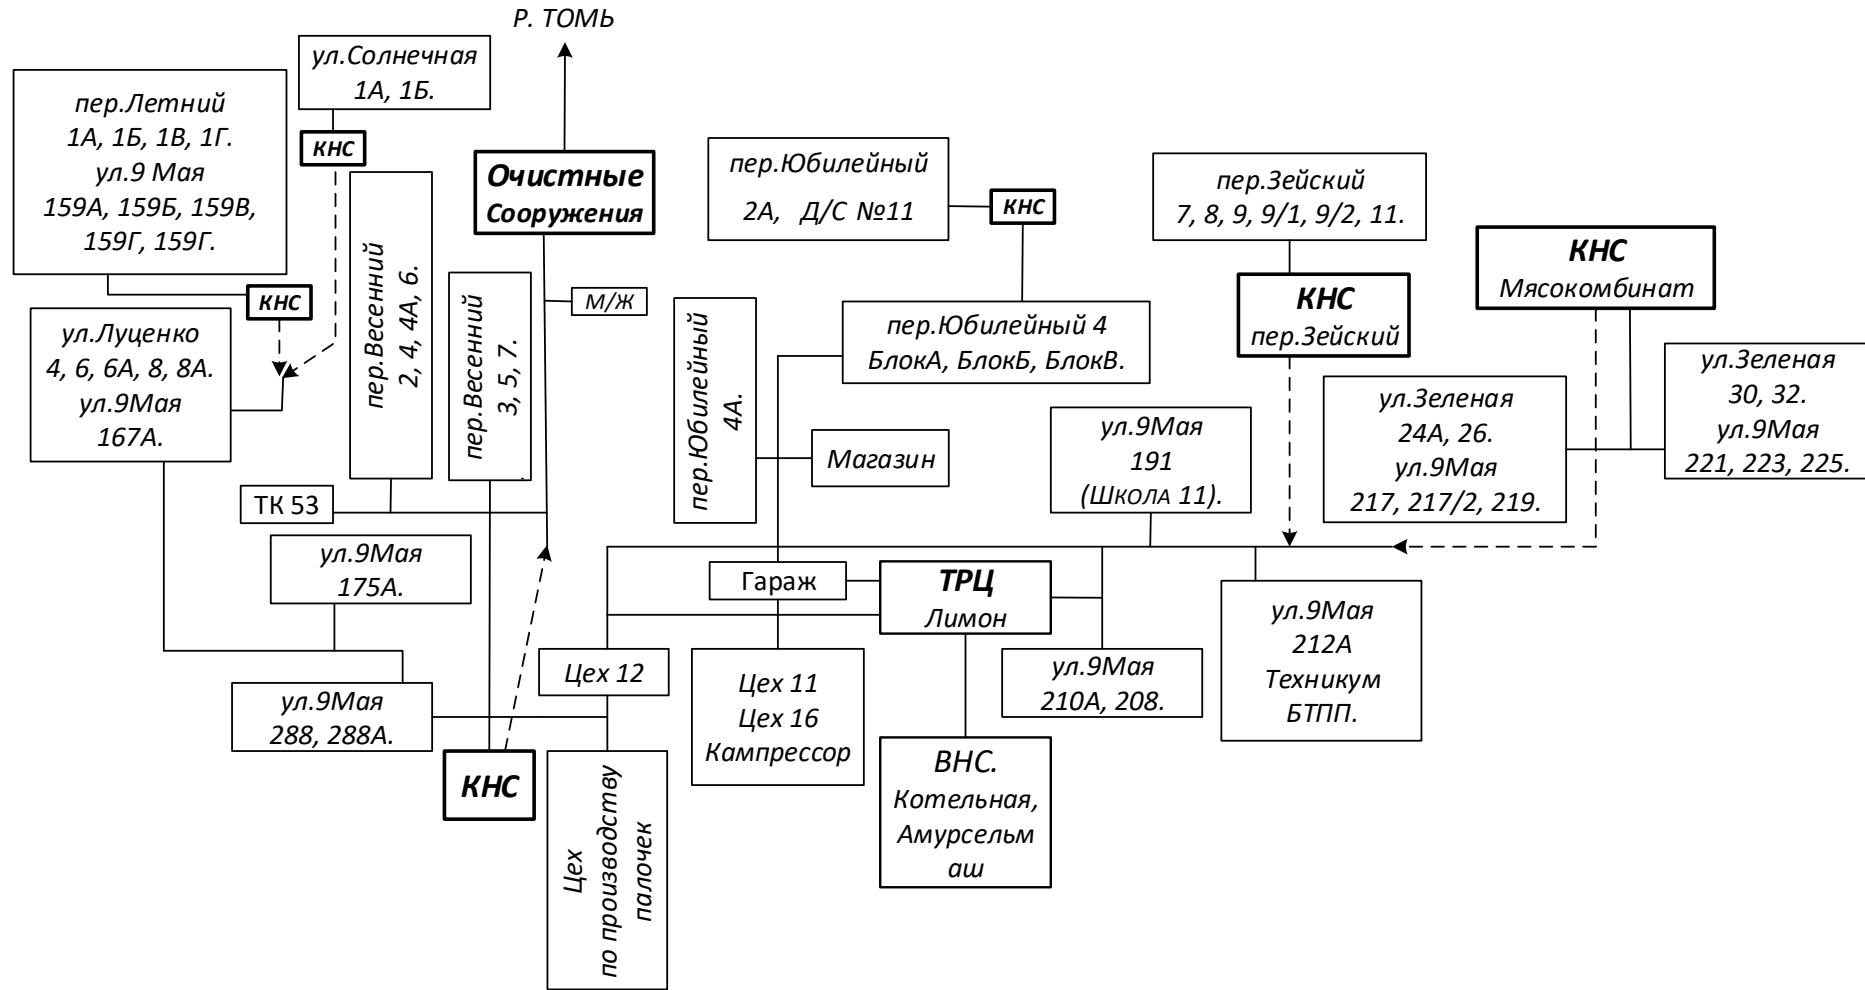 Р. ТОМЬ
ул.Солнечная
1А, 1Б.
КНС
пер.Летний
1А, 1Б, 1В, 1Г.
ул.9 Мая
159А, 159Б, 159В,
159Г, 159Г.
КНС
ул.Луценко
4, 6, 6А, 8, 8А.
ул.9Мая
167А.
пер.Весенний
2, 4, 4А, 6.
Очистные
Сооружения
пер.Весенний
3, 5, 7.
М/Ж
пер.Юбилейный
2А, Д/С №11
КНС
пер.Юбилейный 4
БлокА, БлокБ, БлокВ.
пер.Юбилейный
4А.
Магазин
пер.Зейский
7, 8, 9, 9/1, 9/2, 11.
КНС
пер.Зейский
КНС
Мясокомбинат
ул.Зеленая
24А, 26.
ул.9Мая
217, 217/2, 219.
ул.Зеленая
30, 32.
ул.9Мая
221, 223, 225.
ул.9Мая
191
(Школа 11).
ТК 53
ул.9Мая
175А.
Гараж
ТРЦ
Лимон
ул.9Мая
288, 288А.
КНС
Цех 12
Цех
по производству
палочек
Цех 11
Цех 16
Кампрессор
ВНС.
Котельная,
Амурсельм
аш
ул.9Мая
210А, 208.
ул.9Мая
212А
Техникум
БТПП.